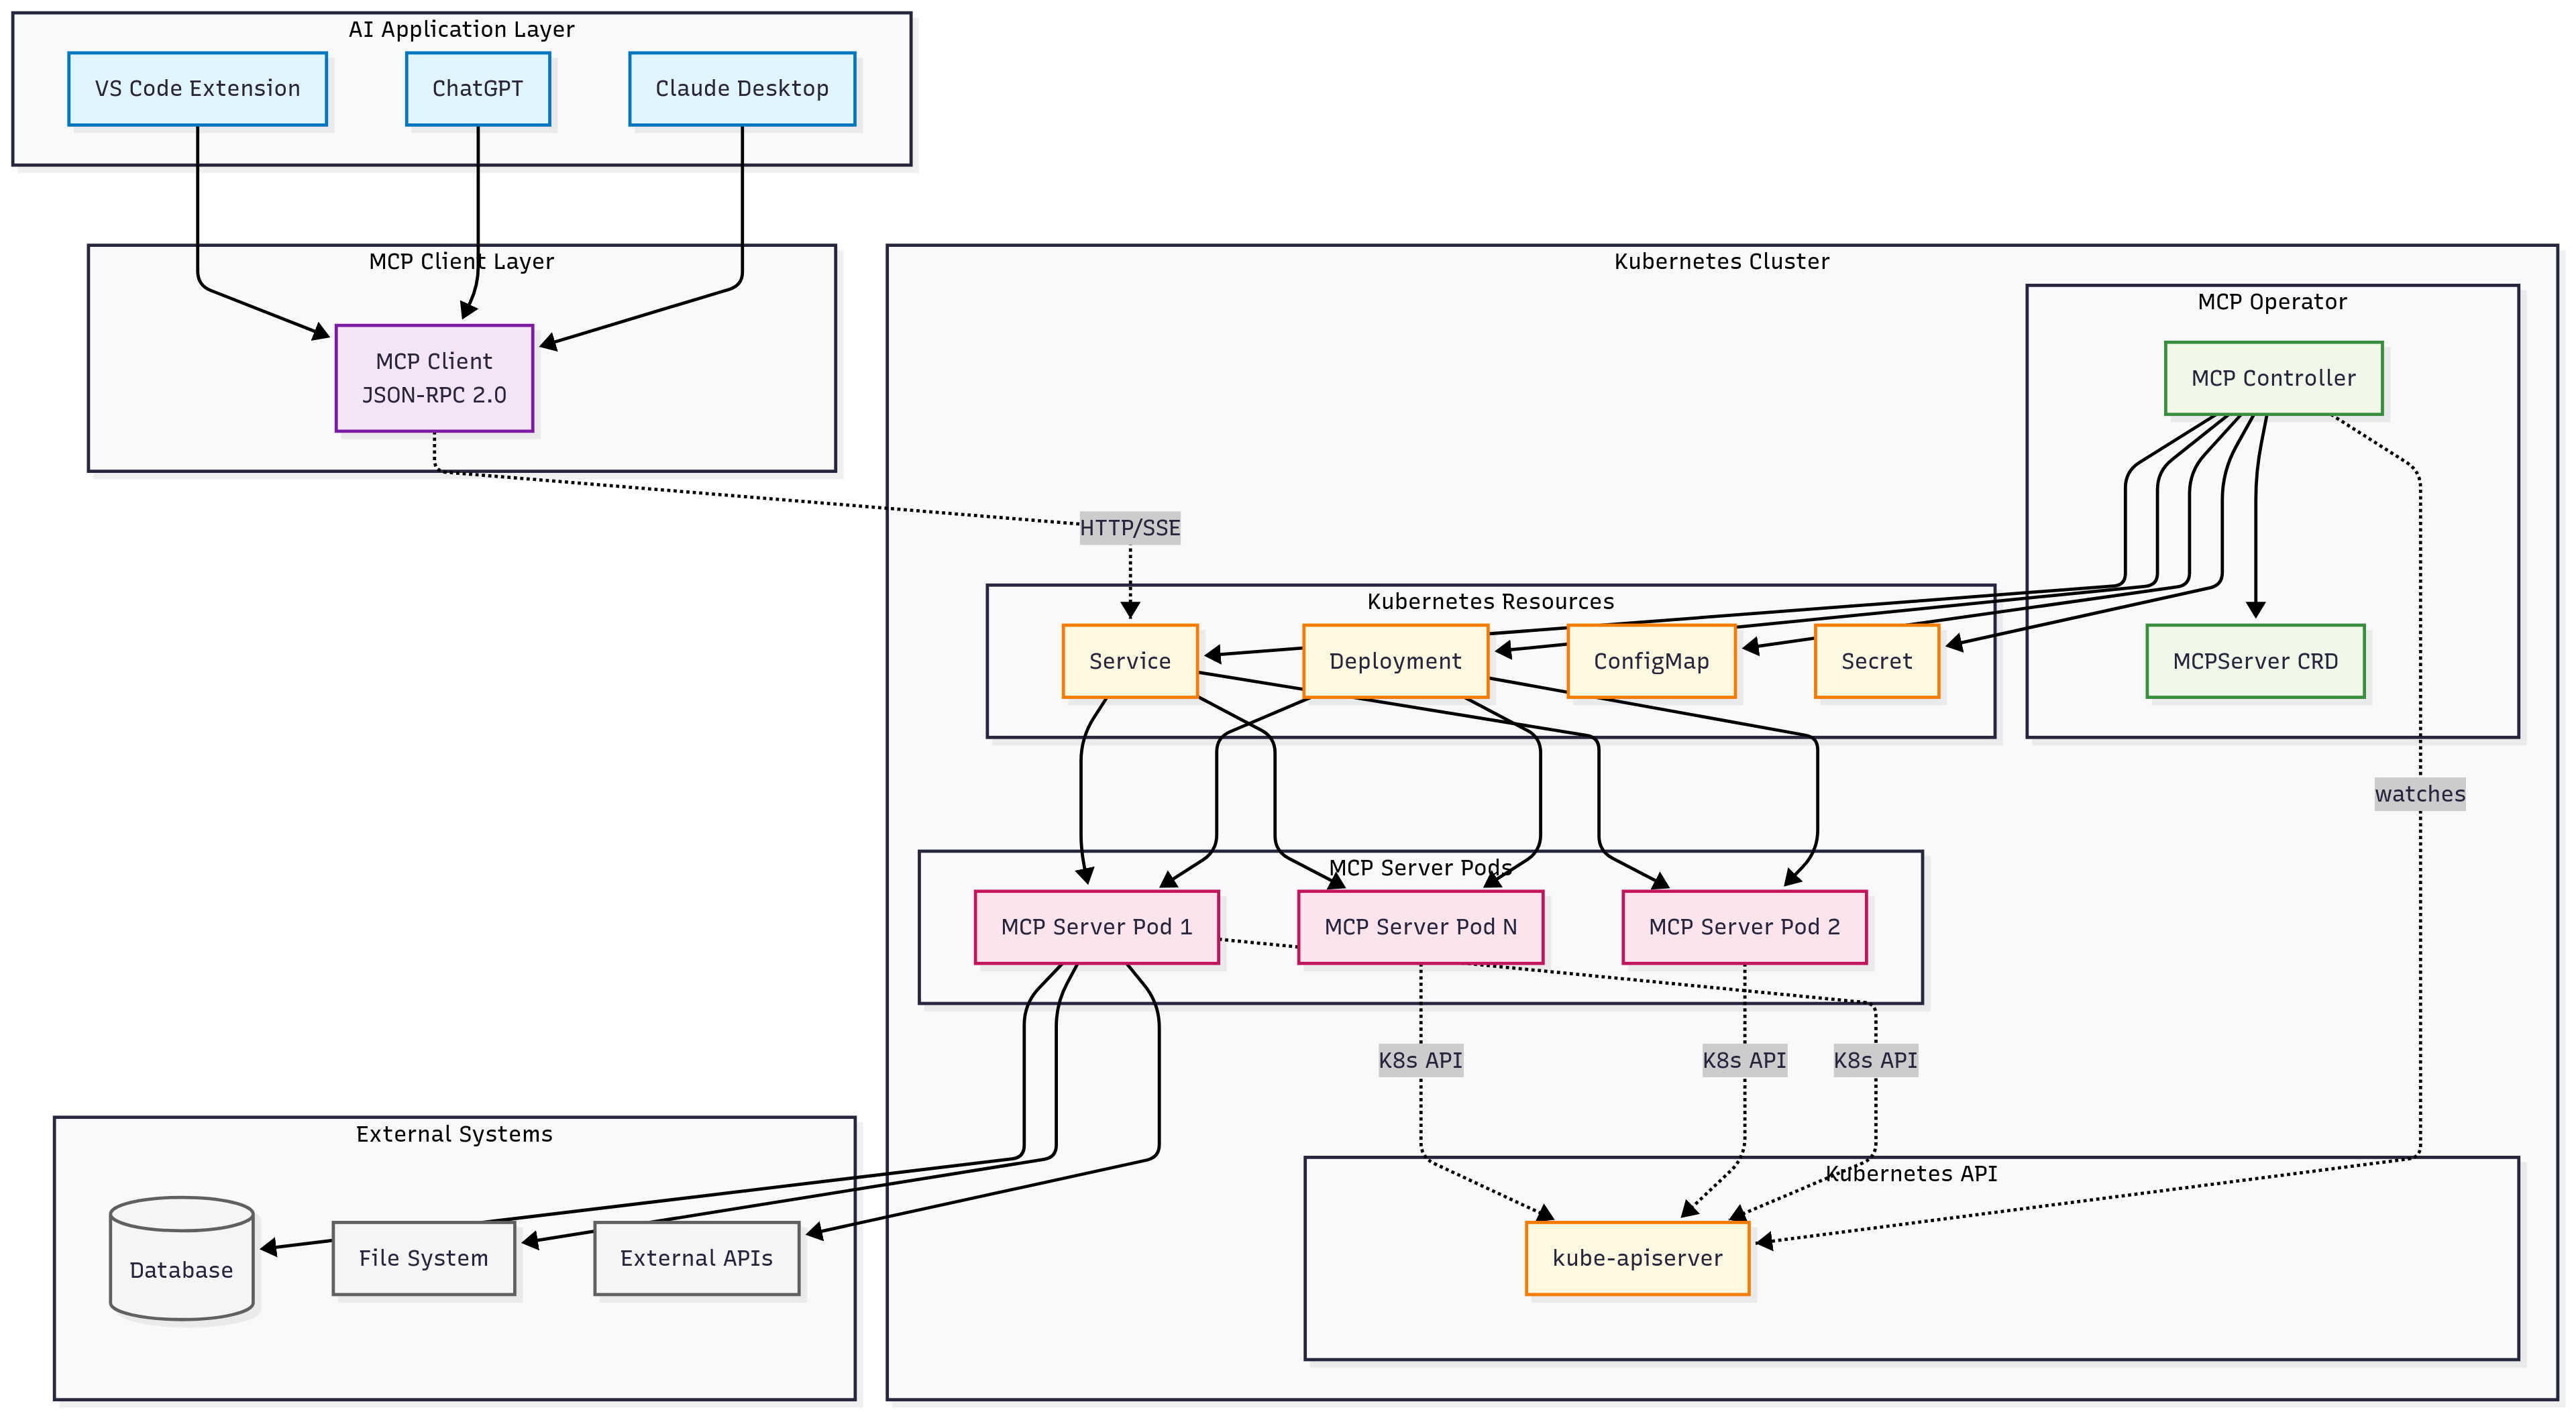 AI Application Layer
VS Code Extension
ChatGPT
Claude Desktop
MCP Client Layer
MCP Client
JSON-RPC 2.0
Kubernetes Cluster
MCP Operator
MCP Controller
HTTP/SSE
Kubernetes Resources
Service
Deployment
ConfigMap
Secret
MCPServer CRD
watches
MCP Server Pods
MCP Server Pod 1
MCP Server Pod N
MCP Server Pod 2
K8s API
K8s API
K8s API
External Systems
Database
File System
External APIs
Kubernetes API
kube-apiserver